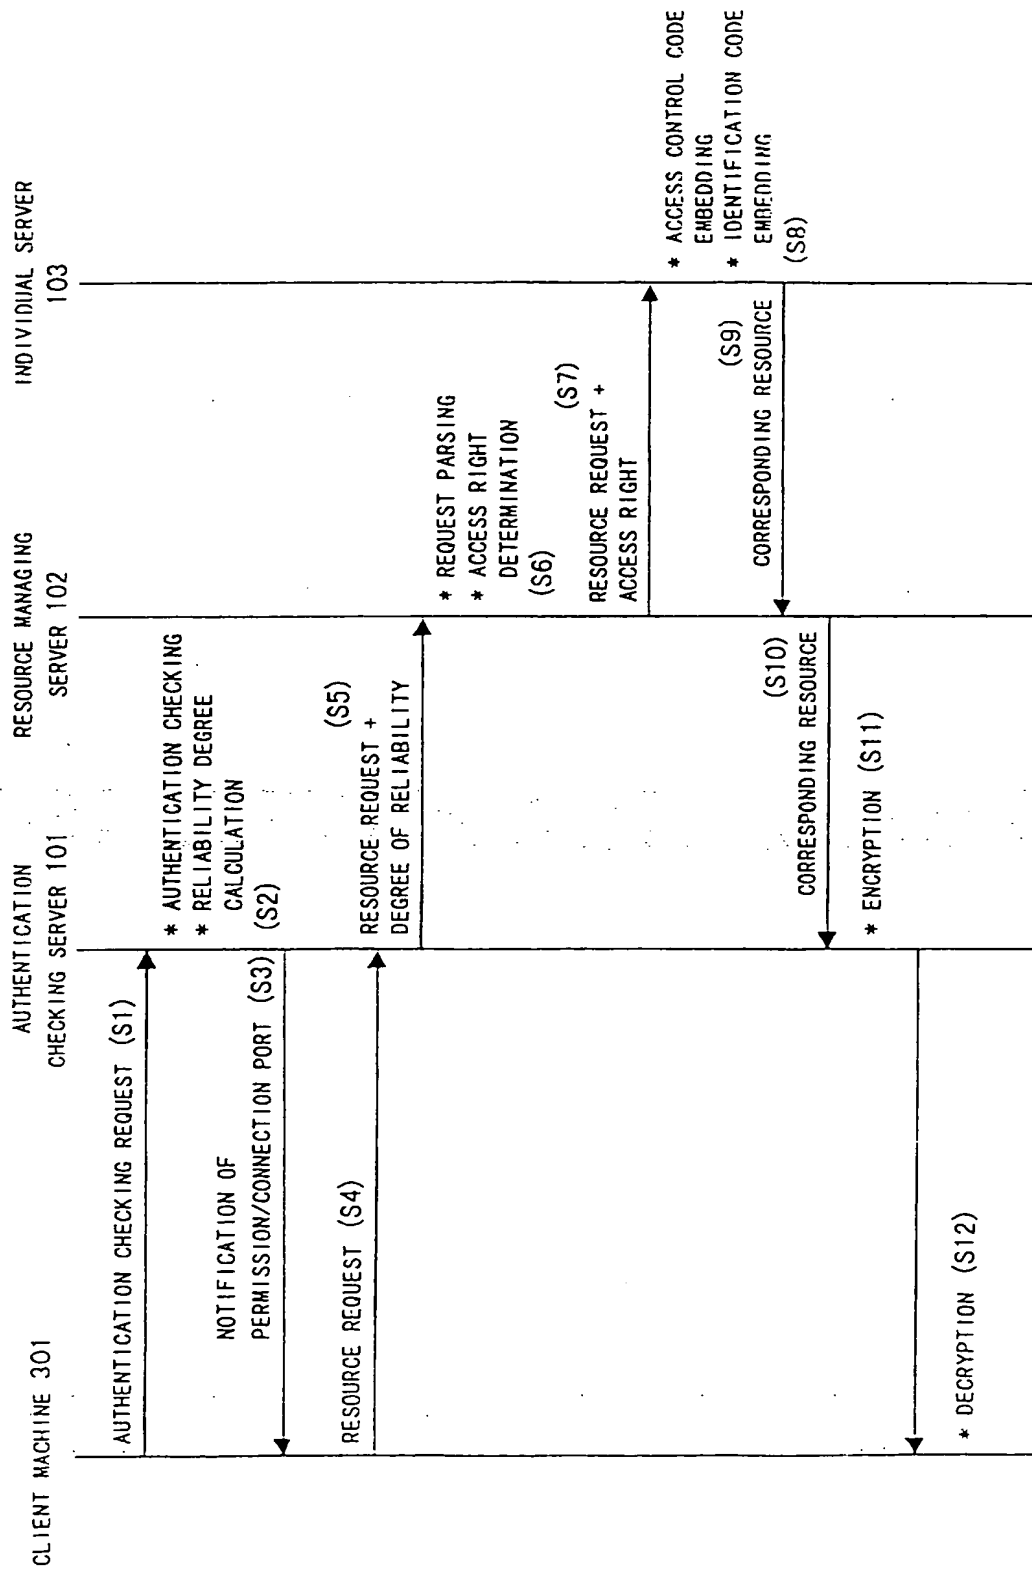 CLIENT MACHINE 301
AUTHENTICATION
CHECKING SERVER 101
RESOURCE MANAGING
SERVER 102
INDIVIDUAL SERVER
103
AUTHENTICATION CHECKING REQUEST (S1)
* AUTHENTICATION CHECKING
* RELIABILITY DEGREE
CALCULATION
(S2)
NOTIFICATION OF
PERMISSION/CONNECTION PORT (S3)
RESOURCE REQUEST (S4)
(S5)
RESOURCE REQUEST +
DEGREE OF RELIABILITY
* REQUEST PARSING
* ACCESS RIGHT
DETERMINATION
(S6)
(S7)
RESOURCE REQUEST +
ACCESS RIGHT
* ACCESS CONTROL CODE
EMBEDDING
* IDENTIFICATION CODE
EMBEDDING
(S8)
(S9)
CORRESPONDING RESOURCE
(S10)
CORRESPONDING RESOURCE
* ENCRYPTION (S11)
* DECRYPTION (S12)